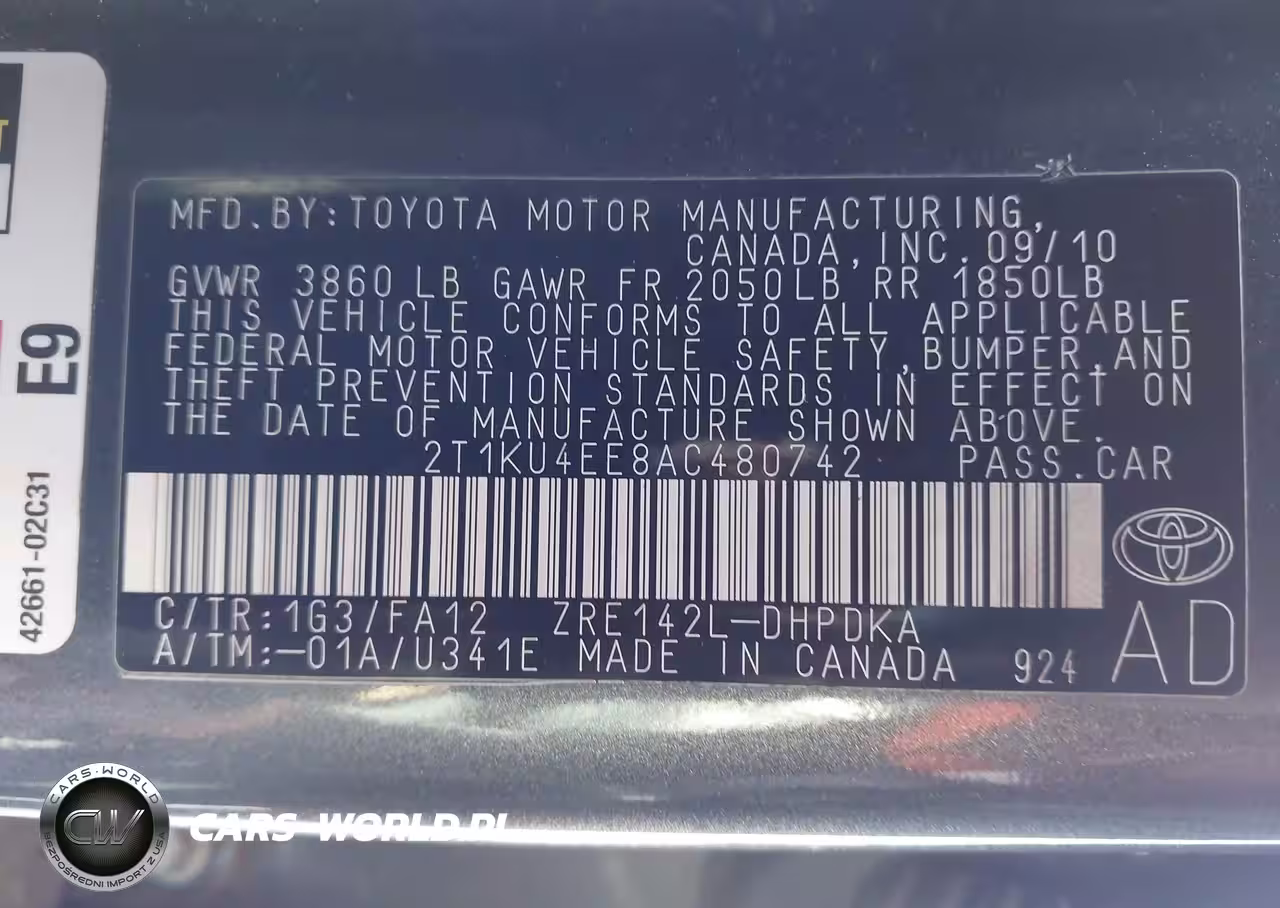 MFD.BY:TOYOTA MOTOR MANUFACTURING,
CANADA,INC. 09/10
GVWR 3860 LB GAWR FR 2050LB RR 1850LB
THIS VEHICLE CONFORMS TO ALL APPLICABLE
FEDERAL MOTOR VEHICLE SAFETY,BUMPER,AND
THEFT PREVENTION STANDARDS IN EFFECT ON
THE DATE OF MANUFACTURE SHOWN ABOVE.
2T1KU4EE8AC480742 PASS.CAR
C/TR:1G3/FA12 ZRE142L-DHPDKA
A/TM:-01A/U341E MADE IN CANADA 924
AD
E9
42661-02C31
CARS·WORLD
CW
BEZPOŚREDNI IMPORT Z USA
CARS-WORLD.PL